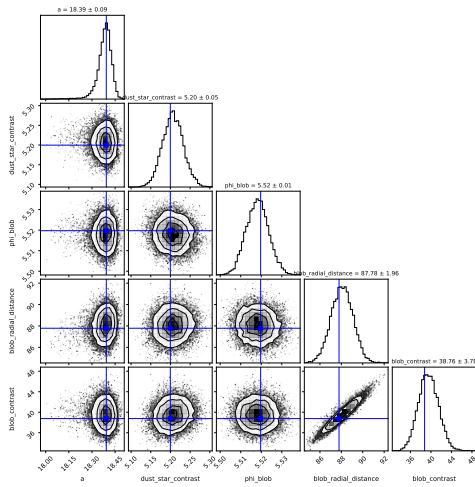 a = 18.39 ± 0.09
dust_star_contrast = 5.20 ± 0.05
dust_star_contrast
5.30
5.25
5.20
5.15
5.10
phi_blob = 5.52 ± 0.01
phi_blob
5.53
5.52
5.51
5.50
blob_radial_distance = 87.78 ± 1.96
blob_radial_distance
92
90
88
86
blob_contrast = 38.76 ± 3.78
blob_contrast
48
44
40
36
18.00 18.15 18.30 18.45 5.10 5.15 5.20 5.25 5.30 5.50 5.51 5.52 5.53 86 88 90 92 36 40 44 48
a dust_star_contrast phi_blob blob_radial_distance blob_contrast